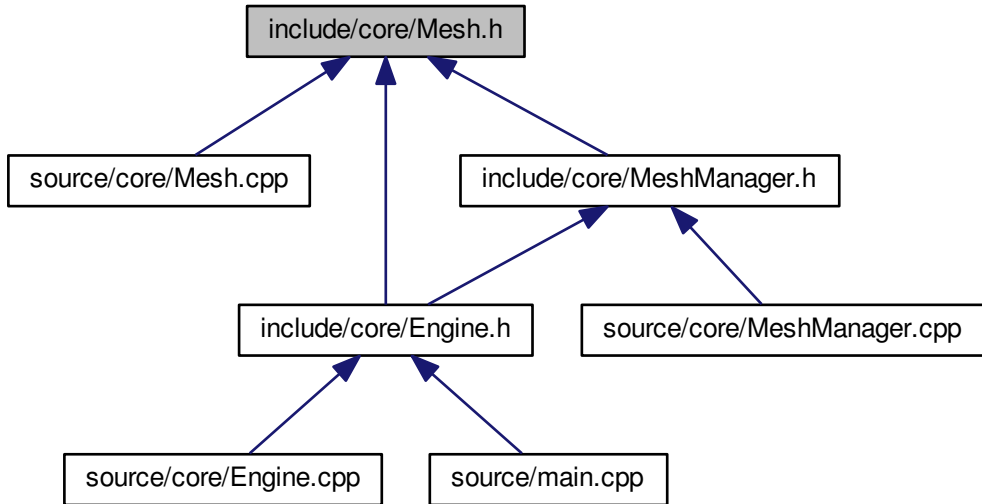 include/core/Mesh.h
source/core/Mesh.cpp
include/core/MeshManager.h
include/core/Engine.h
source/core/MeshManager.cpp
source/core/Engine.cpp
source/main.cpp